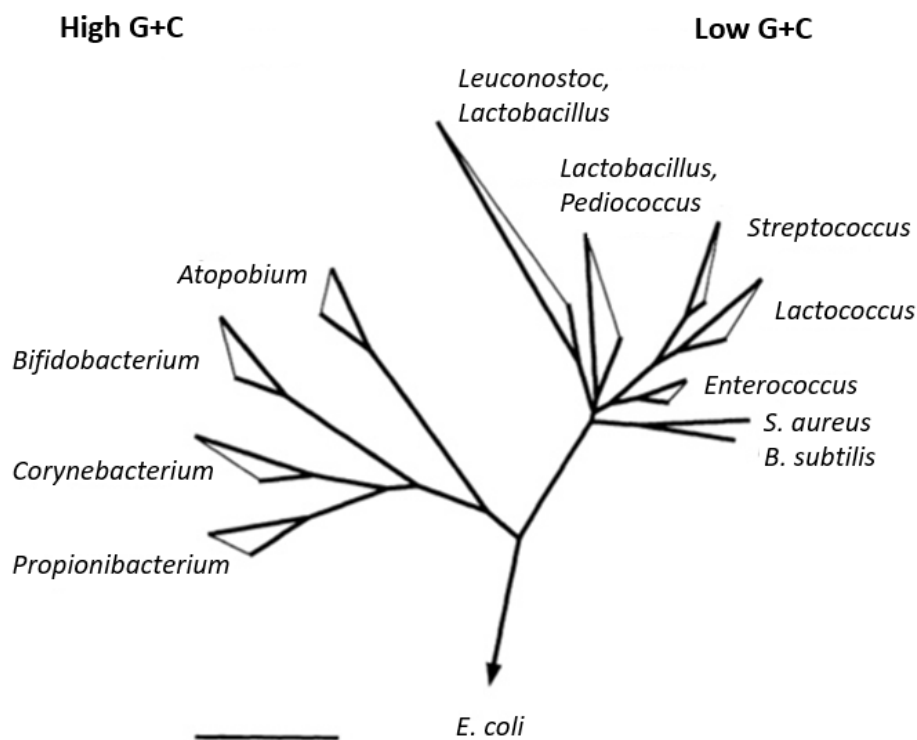 High G+C
Low G+C
Leuconostoc,
Lactobacillus
Lactobacillus,
Pediococcus
Streptococcus
Atopobium
Lactococcus
Bifidobacterium
Enterococcus
S. aureus
B. subtilis
Corynebacterium
Propionibacterium
E. coli